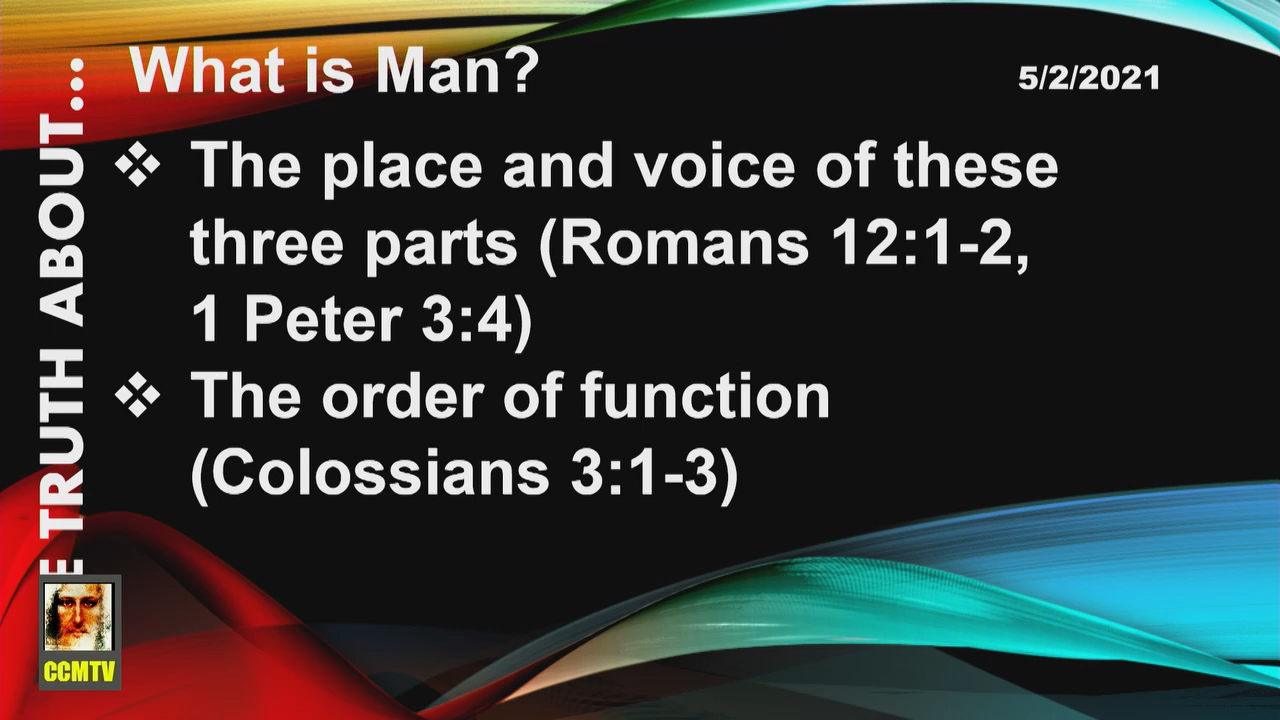 What is Man?
5/2/2021
E TRUTH ABOUT...
❖ The place and voice of these
three parts (Romans 12:1-2,
1 Peter 3:4)
❖ The order of function
(Colossians 3:1-3)
CCMTV